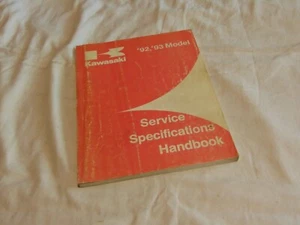 '92,'93 Model
Kawasaki
Service
Specifications
Handbook